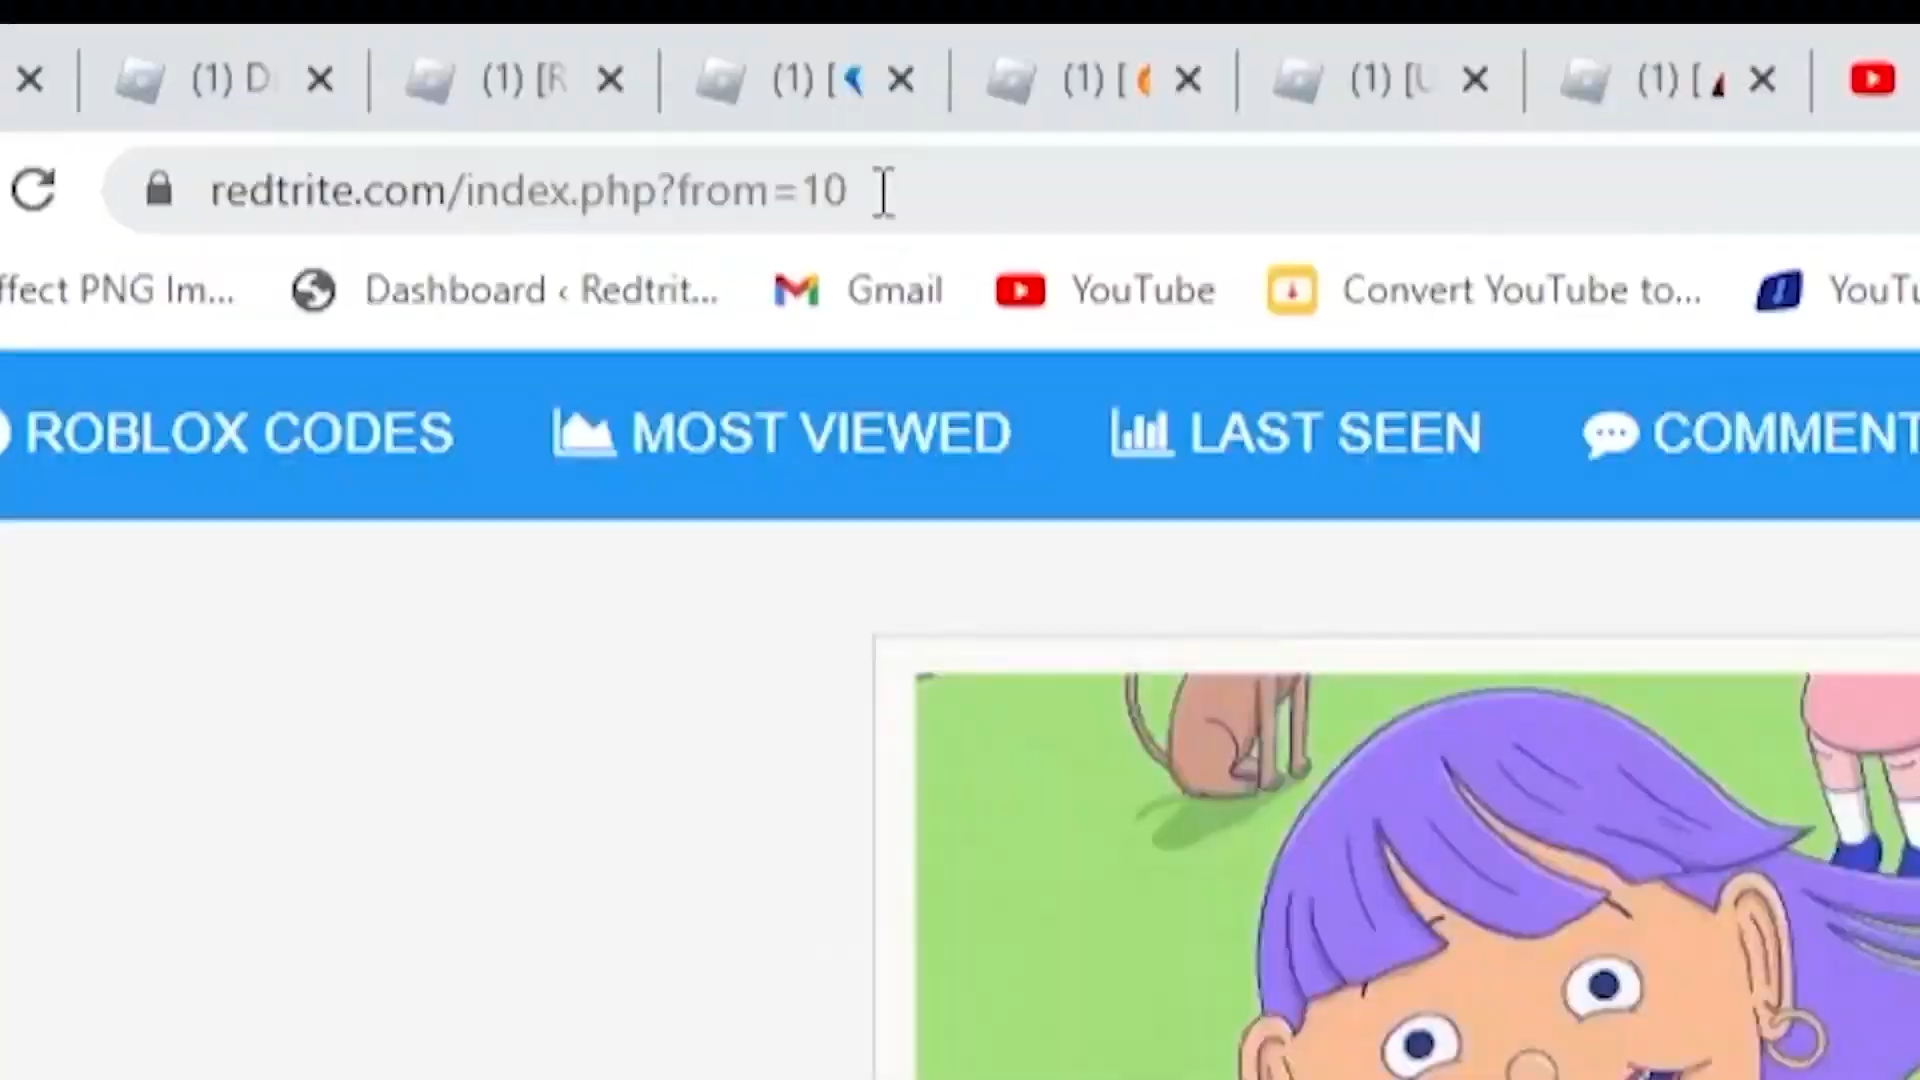 (1) D (1) [R (1) [ (1) [ (1) [U (1) [
redtrite.com/index.php?from=10
ffect PNG Im... Dashboard ‹ Redtrit... Gmail YouTube Convert YouTube to... YouTu
ROBLOX CODES MOST VIEWED LAST SEEN COMMENT